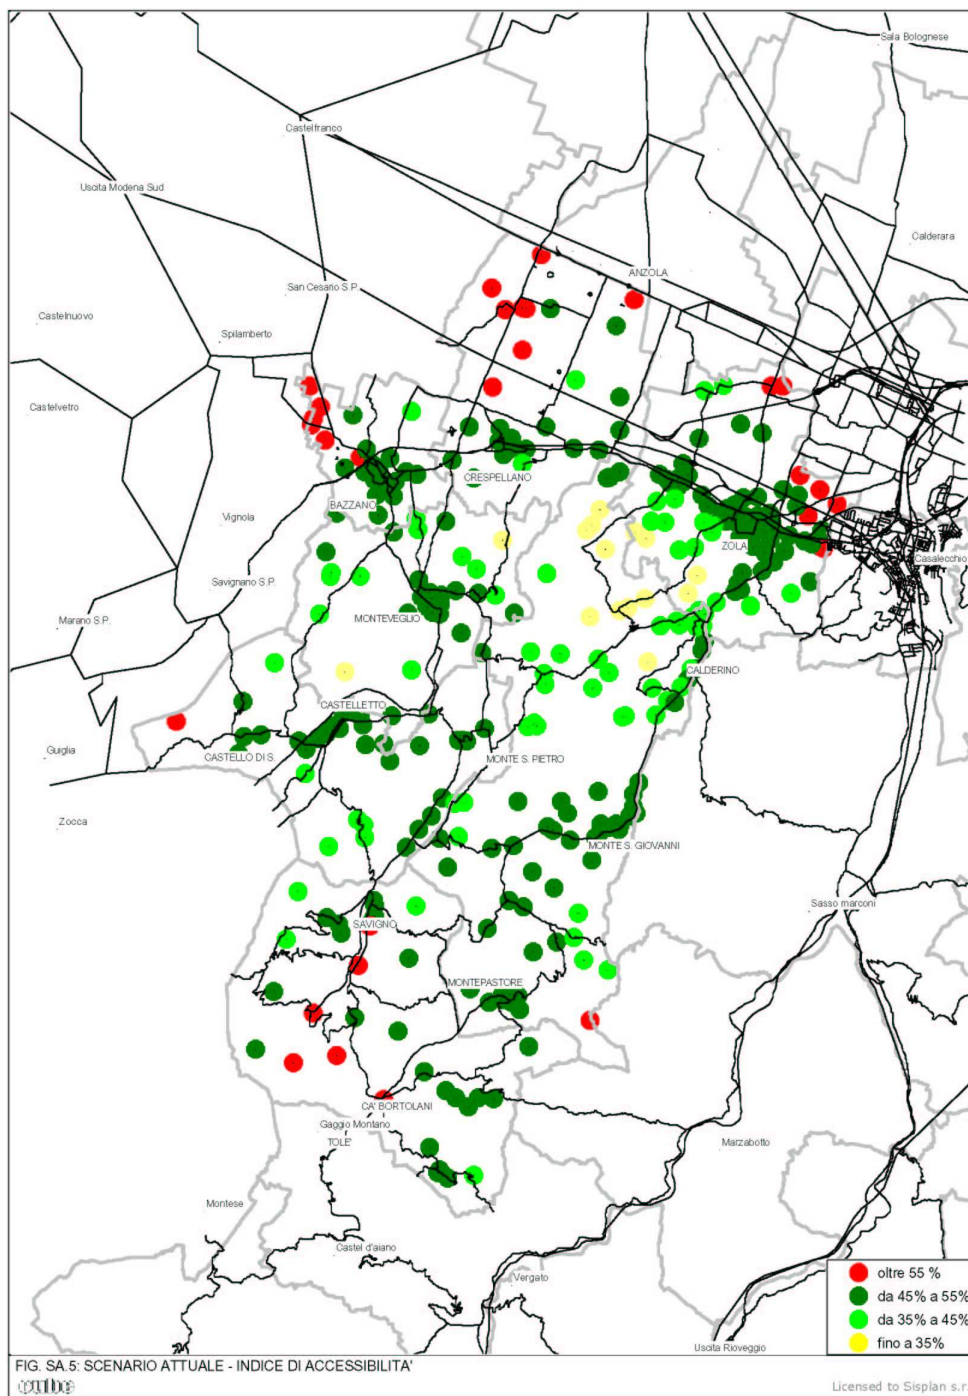 Sala Bolognese
Castelfranco
Uscita Modena Sud
Calderara
ANZOLA
San Cesario S.P.
Castelnuovo
Spilamberto
Castelvetro
CRESPELLANO
BAZZANO
Vignola
ZOLA
Casalecchio
Savignano S.P.
Marano S.P.
MONTEVEGLIO
CALDERINO
CASTELLETTO
Guiglia
CASTELLO DI S.
MONTE S. PIETRO
Zocca
MONTE S. GIOVANNI
Sasso marconi
SAVIGNO
MONTEPASTORE
CA' BORTOLANI
Gaggio Montano
TOLE'
Marzabotto
Montese
Castel d'aiano
Vergato
Uscita Rioveggio
oltre 55 %
da 45% a 55%
da 35% a 45%
fino a 35%
FIG. SA.5: SCENARIO ATTUALE - INDICE DI ACCESSIBILITA'
cube
Licensed to Sisplan s.r.